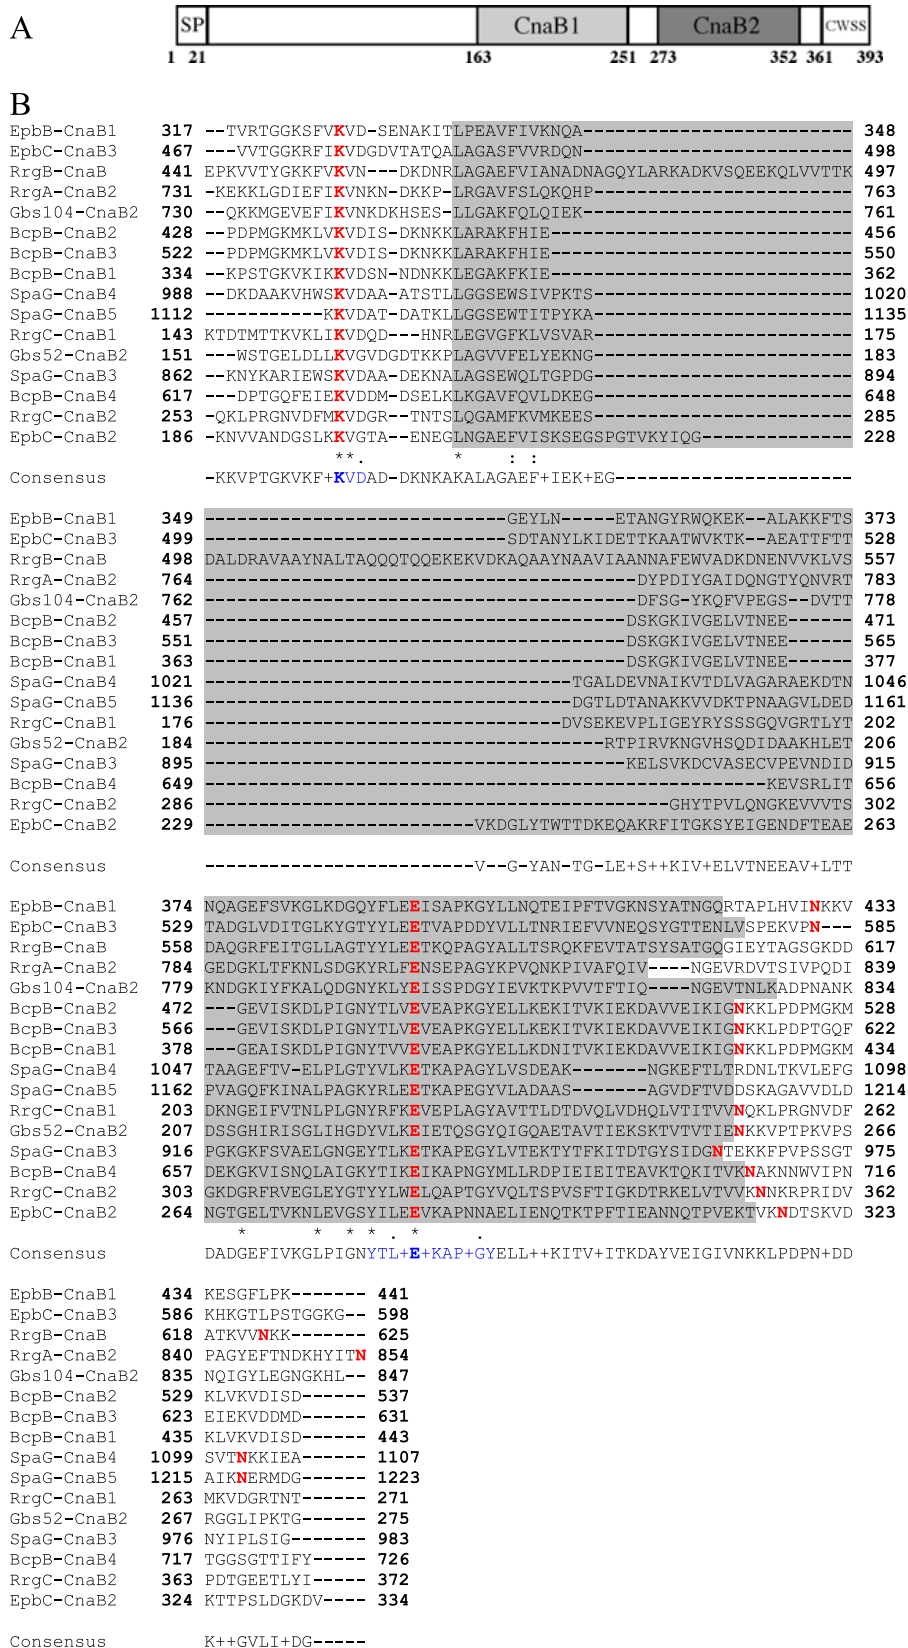 A
SP CnaB1 CnaB2 CWSS
1 21 163 251 273 352 361 393
B
EpbB-CnaB1 317 --TVRTGGKSFVKVD-SENAKITLPEAVFIVKNQA------------------------- 348
EpbC-CnaB3 467 ---VVTGGKRFIKVDGDVTATQALAGASFVVRDQN------------------------- 498
RrgB-CnaB 441 EPKVVTYGKKFVKVN---DKDNRLAGAEFVIANADNAGQYLARKADKVSQEEKQLVVTTK 497
RrgA-CnaB2 731 -KEKKLGDIEFIKVNKN-DKKP-LRGAVFSLQKQHP------------------------ 763
Gbs104-CnaB2 730 --QKKMGEVEFIKVNKDKHSES-LLGAKFQLQIEK------------------------- 761
BcpB-CnaB2 428 --PDPMGKMKLVKVDIS-DKNKKLARAKFHIE---------------------------- 456
BcpB-CnaB3 522 --PDPMGKMKLVKVDIS-DKNKKLARAKFHIE---------------------------- 550
BcpB-CnaB1 334 --KPSTGKVKIKKVDSN-NDNKKLEGAKFKIE---------------------------- 362
SpaG-CnaB4 988 --DKDAAKVHWSKVDAA-ATSTLLGGSEWSIVPKTS------------------------ 1020
SpaG-CnaB5 1112 -----------KKVDAT-DATKLLGGSEWTITPYKA------------------------ 1135
RrgC-CnaB1 143 KTDTMTTKVKLIKVDQD---HNRLEGVGFKLVSVAR------------------------ 175
Gbs52-CnaB2 151 ---WSTGELDLLKVGVDGDTKKPLAGVVFELYEKNG------------------------ 183
SpaG-CnaB3 862 --KNYKARIEWSKVDAA-DEKNALAGSEWQLTGPDG------------------------ 894
BcpB-CnaB4 617 ---DPTGQFEIEKVDDM-DSELKLKGAVFQVLDKEG------------------------ 648
RrgC-CnaB2 253 -QKLPRGNVDFMKVDGR--TNTSLQGAMFKVMKEES------------------------ 285
EpbC-CnaB2 186 -KNVVANDGSLKKVGTA--ENEGLNGAEFVISKSEGSPGTVKYIQG-------------- 228
**. * : :
Consensus -KKVPTGKVKF+KVDAD-DKNKAKALAGAEF+IEK+EG----------------------
EpbB-CnaB1 349 ----------------------------GEYLN-----ETANGYRWQKEK--ALAKKFTS 373
EpbC-CnaB3 499 ----------------------------SDTANYLKIDETTKAATWVKTK--AEATTFTT 528
RrgB-CnaB 498 DALDRAVAAYNALTAQQQTQQEKEKVDKAQAAYNAAVIAANNAFEWVADKDNENVVKLVS 557
RrgA-CnaB2 764 ----------------------------------------DYPDIYGAIDQNGTYQNVRT 783
Gbs104-CnaB2 762 ----------------------------------------DFSG-YKQFVPEGS--DVTT 778
BcpB-CnaB2 457 ---------------------------------------DSKGKIVGELVTNEE------ 471
BcpB-CnaB3 551 ---------------------------------------DSKGKIVGELVTNEE------ 565
BcpB-CnaB1 363 ---------------------------------------DSKGKIVGELVTNEE------ 377
SpaG-CnaB4 1021 ----------------------------------TGALDEVNAIKVTDLVAGARAEKDTN 1046
SpaG-CnaB5 1136 ----------------------------------DGTLDTANAKKVVDKTPNAAGVLDED 1161
RrgC-CnaB1 176 ---------------------------------DVSEKEVPLIGEYRYSSSGQVGRTLYT 202
Gbs52-CnaB2 184 -------------------------------------RTPIRVKNGVHSQDIDAAKHLET 206
SpaG-CnaB3 895 ---------------------------------------KELSVKDCVASECVPEVNDID 915
BcpB-CnaB4 649 ----------------------------------------------------KEVSRLIT 656
RrgC-CnaB2 286 -------------------------------------------GHYTPVLQNGKEVVVTS 302
EpbC-CnaB2 229 -------------------------VKDGLYTWTTDKEQAKRFITGKSYEIGENDFTEAE 263
Consensus -------------------------V--G-YAN-TG-LE+S++KIV+ELVTNEEAV+LTT
EpbB-CnaB1 374 NQAGEFSVKGLKDGQYFLEEISAPKGYLLNQTEIPFTVGKNSYATNGQRTAPLHVINKKV 433
EpbC-CnaB3 529 TADGLVDITGLKYGTYYLEETVAPDDYVLLTNRIEFVVNEQSYGTTENLVSPEKVPN--- 585
RrgB-CnaB 558 DAQGRFEITGLLAGTYYLEETKQPAGYALLTSRQKFEVTATSYSATGQGIEYTAGSGKDD 617
RrgA-CnaB2 784 GEDGKLTFKNLSDGKYRLFENSEPAGYKPVQNKPIVAFQIV----NGEVRDVTSIVPQDI 839
Gbs104-CnaB2 779 KNDGKIYFKALQDGNYKLYEISSPDGYIEVKTKPVVTFTIQ----NGEVTNLKADPNANK 834
BcpB-CnaB2 472 ---GEVISKDLPIGNYTLVEVEAPKGYELLKEKITVKIEKDAVVEIKIGNKKLPDPMGKM 528
BcpB-CnaB3 566 ---GEVISKDLPIGNYTLVEVEAPKGYELLKEKITVKIEKDAVVEIKIGNKKLPDPTGQF 622
BcpB-CnaB1 378 ---GEAISKDLPIGNYTVVEVEAPKGYELLKDNITVKIEKDAVVEIKIGNKKLPDPMGKM 434
SpaG-CnaB4 1047 TAAGEFTV-ELPLGTYYLKETKAPAGYLVSDEAK-------NGKEFTLTRDNLTKVLEFG 1098
SpaG-CnaB5 1162 PVAGQFKINALPAGKYRLEETKAPEGYVLADAAS-------AGVDFTVDDSKAGAVVDLD 1214
RrgC-CnaB1 203 DKNGEIFVTNLPLGNYRFKEVEPLAGYAVTTLDTDVQLVDHQLVTITVVNQKLPRGNVDF 262
Gbs52-CnaB2 207 DSSGHIRISGLIHGDYVLKEIETQSGYQIGQAETAVTIEKSKTVTVTIENKKVPTPKVPS 266
SpaG-CnaB3 916 PGKGKFSVAELGNGEYTLKETKAPEGYLVTEKTYTFKITDTGYSIDGNTEKKFPVPSSGT 975
BcpB-CnaB4 657 DEKGKVISNQLAIGKYTIKEIKAPNGYMLLRDPIEIEITEAVKTQKITVKNAKNNWVIPN 716
RrgC-CnaB2 303 GKDGRFRVEGLEYGTYYLWELQAPTGYVQLTSPVSFTIGKDTRKELVTVVKNNKRPRIDV 362
EpbC-CnaB2 264 NGTGELTVKNLEVGSYILEEVKAPNNAELIENQTKTPFTIEANNQTPVEKTVKNDTSKVD 323
* * * * . * .
Consensus DADGEFIVKGLPIGNYTL+E+KAP+GYELL++KITV+ITKDAYVEIGIVNKKLPDPN+DD
EpbB-CnaB1 434 KESGFLPK------- 441
EpbC-CnaB3 586 KHKGTLPSTGGKG-- 598
RrgB-CnaB 618 ATKVVNKK------- 625
RrgA-CnaB2 840 PAGYEFTNDKHYITN 854
Gbs104-CnaB2 835 NQIGYLEGNGKHL-- 847
BcpB-CnaB2 529 KLVKVDISD------ 537
BcpB-CnaB3 623 EIEKVDDMD------ 631
BcpB-CnaB1 435 KLVKVDISD------ 443
SpaG-CnaB4 1099 SVTNKKIEA------ 1107
SpaG-CnaB5 1215 AIKNERMDG------ 1223
RrgC-CnaB1 263 MKVDGRTNT------ 271
Gbs52-CnaB2 267 RGGLIPKTG------ 275
SpaG-CnaB3 976 NYIPLSIG------- 983
BcpB-CnaB4 717 TGGSGTTIFY----- 726
RrgC-CnaB2 363 PDTGEETLYI----- 372
EpbC-CnaB2 324 KTTPSLDGKDV---- 334
Consensus K++GVLI+DG-----